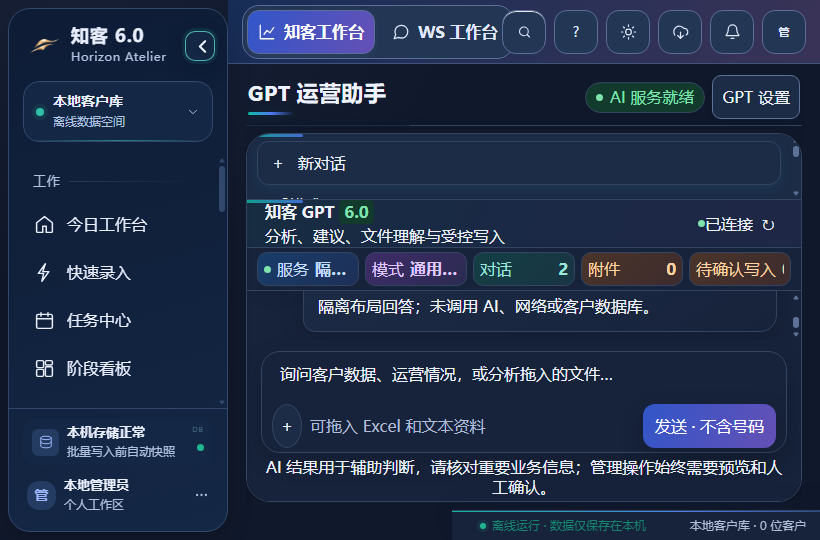 知客 6.0
Horizon Atelier
本地客户库
离线数据空间
工作
今日工作台
快速录入
任务中心
阶段看板
本机存储正常
DB
批量写入前自动快照
本地管理员
管
个人工作区
知客工作台
WS 工作台
?
管
GPT 运营助手
AI 服务就绪
GPT 设置
+ 新对话
知客 GPT 6.0
分析、建议、文件理解与受控写入
已连接 ↻
服务 隔...
模式 通用...
对话 2
附件 0
待确认写入
隔离布局回答；未调用 AI、网络或客户数据库。
询问客户数据、运营情况，或分析拖入的文件...
+ 可拖入 Excel 和文本资料
发送 · 不含号码
AI 结果用于辅助判断，请核对重要业务信息；管理操作始终需要预览和人
工确认。
离线运行 · 数据仅保存在本机
本地客户库 · 0 位客户